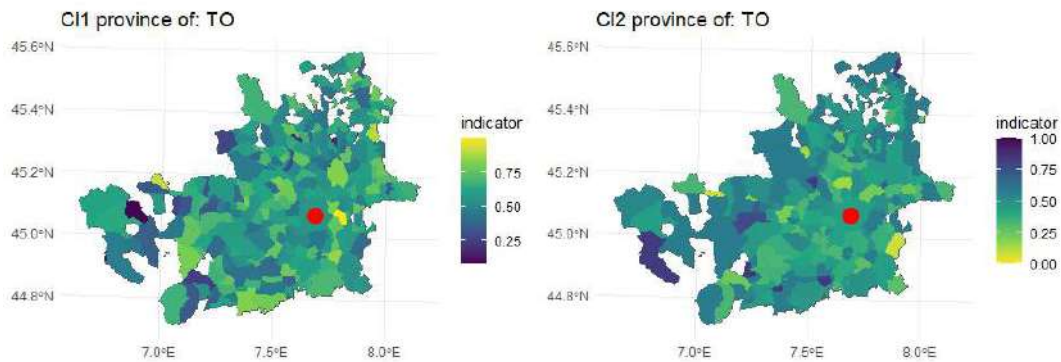 CI1 province of: TO
45.6°N
45.4°N
45.2°N
45.0°N
44.8°N
7.0°E
7.5°E
8.0°E
indicator
0.75
0.50
0.25
CI2 province of: TO
45.6°N
45.4°N
45.2°N
45.0°N
44.8°N
7.0°E
7.5°E
8.0°E
indicator
1.00
0.75
0.50
0.25
0.00